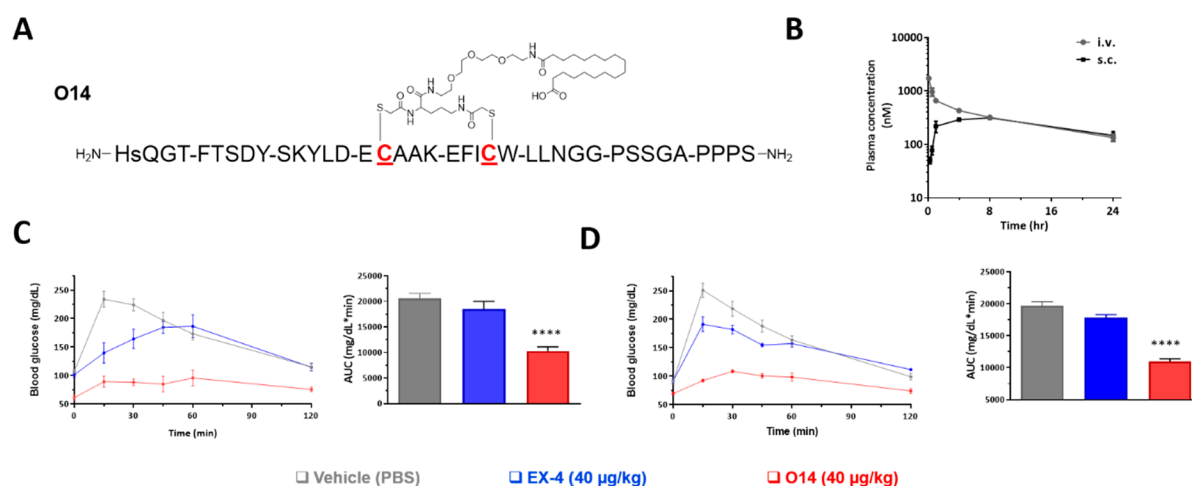 A
B
O14
O
O
O
H
N
O
O
HO
O
HN
S
O
N
H
H
N
O
S
H₂N-HsQGT-FTSDY-SKYLD-ECAAK-EFICW-LLNGG-PSSGA-PPPS-NH₂
10000
1000
100
10
Plasma concentration
(nM)
i.v.
s.c.
0
8
16
24
Time (hr)
C
D
250
200
150
100
50
Blood glucose (mg/dL)
0
30
60
90
120
Time (min)
25000
20000
15000
10000
5000
0
AUC (mg/dL*min)
****
250
200
150
100
50
Blood glucose (mg/dL)
0
30
60
90
120
Time (min)
25000
20000
15000
10000
5000
AUC (mg/dL*min)
****
❑ Vehicle (PBS)
❑ EX-4 (40 µg/kg)
❑ O14 (40 µg/kg)